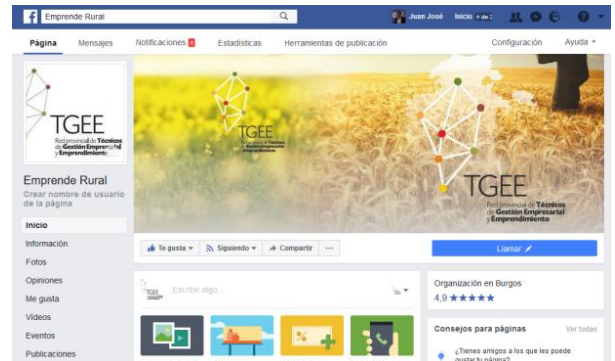 Emprende Rural
Juan José Inicio
Página Mensajes Notificaciones Estadísticas Herramientas de publicación Configuración Ayuda
TGEE
Red provincial de Técnicos
de Gestión Empresarial
y Emprendimiento
TGEE
TGEE
Red provincial de Técnicos
de Gestión Empresarial
y Emprendimiento
Emprende Rural
Crear nombre de usuario
de la página
Inicio
Información
Fotos
Opiniones
Me gusta
Vídeos
Eventos
Publicaciones
Te gusta Siguiendo Compartir ...
Llamar
Escribe algo...
Organización en Burgos
4,9 ★★★★★
Consejos para páginas Ver todas
¿Tienes amigos a los que les puede
gustar tu página?